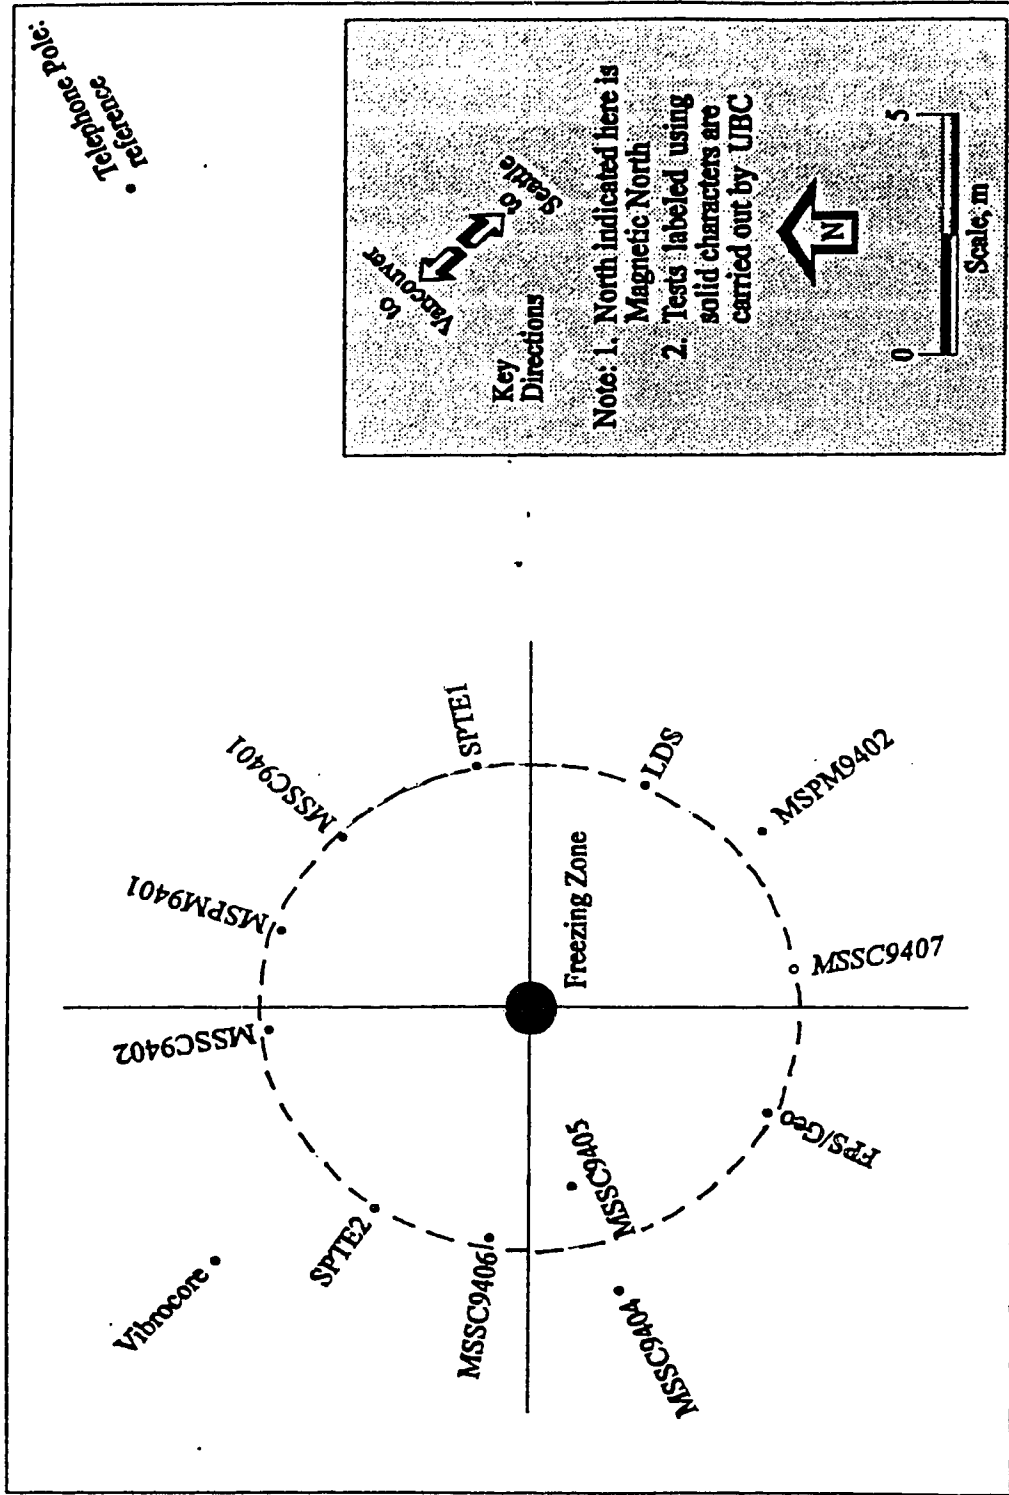 Telephone Pole:
reference
MSSC9401
SPTE1
MSPM9401
MSSC9402
LDS
MSPM9402
Freezing Zone
MSSC9407
FPS/Geo
MSSC9405
SPTE2
MSSC9406
Vibrocore
MSSC9404
Key
Directions
to
Vancouver
to
Seattle
Note: 1. North indicated here is
Magnetic North
2. Tests labeled using
solid characters are
carried out by UBC
N
0
5
Scale, m